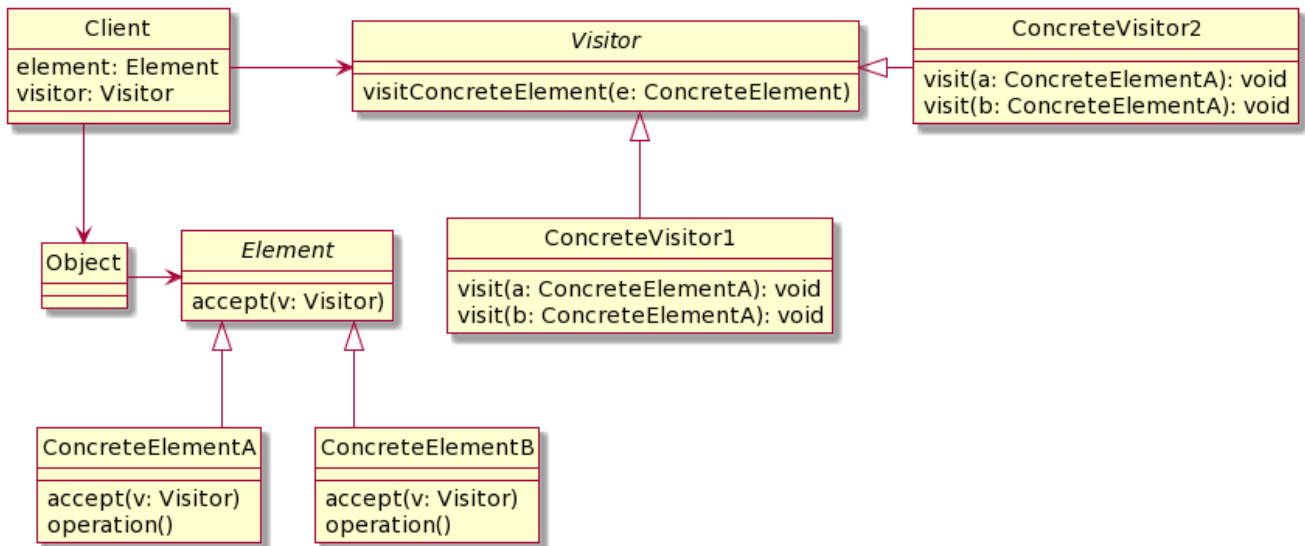 Client
element: Element
visitor: Visitor
Visitor
visitConcreteElement(e: ConcreteElement)
ConcreteVisitor2
visit(a: ConcreteElementA): void
visit(b: ConcreteElementA): void
Object
Element
accept(v: Visitor)
ConcreteVisitor1
visit(a: ConcreteElementA): void
visit(b: ConcreteElementA): void
ConcreteElementA
accept(v: Visitor)
operation()
ConcreteElementB
accept(v: Visitor)
operation()